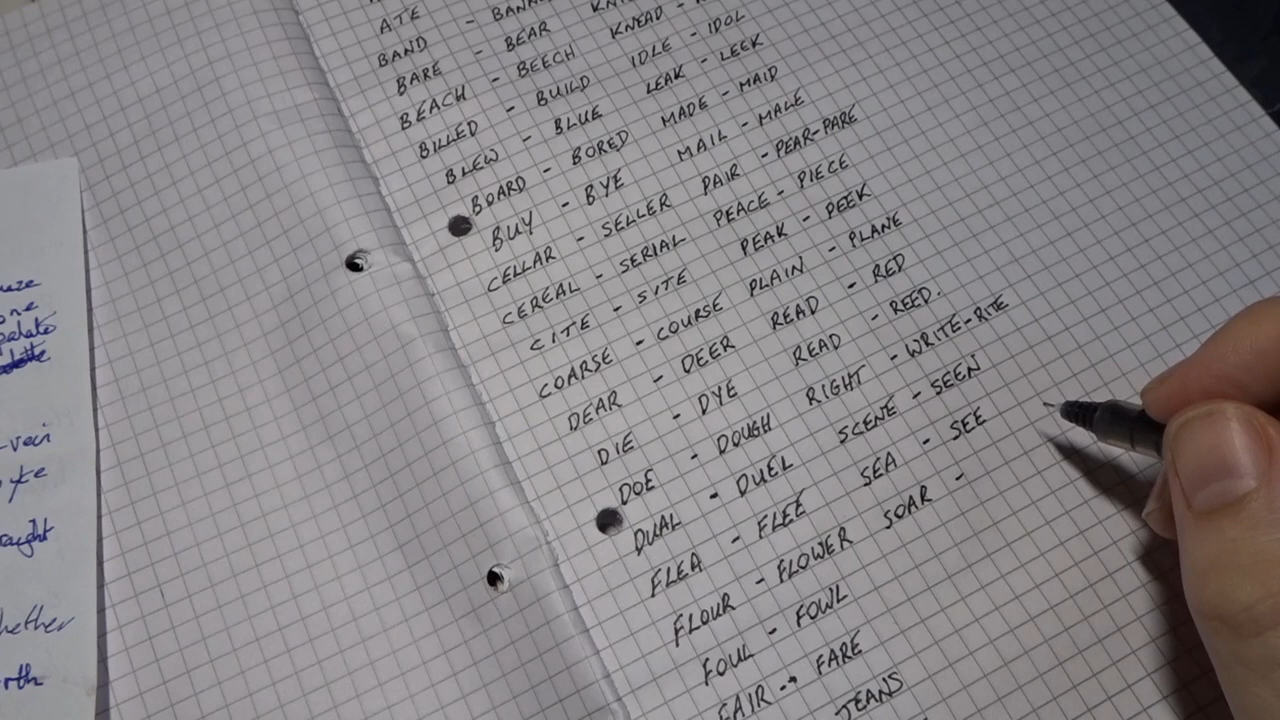 ATE
BAND -
BARE - BEAR
BEACH - BEECH KNEAD -
BILLED - BUILD IDLE - IDOL
BLEW - BLUE LEAK - LEEK
BOARD - BORED MADE - MAID
BUY - BYE MAIL - MALE
CELLAR - SELLER PAIR - PEAR-PARE
CEREAL - SERIAL PEACE - PIECE
CITE - SITE PEAK - PEEK
COARSE - COURSE PLAIN - PLANE
DEAR - DEER READ - RED
DIE - DYE READ - REED.
DOE - DOUGH RIGHT - WRITE-RITE
DUAL - DUEL SCENE - SEEN
FLEA - FLEE SEA - SEE
FLOUR - FLOWER SOAR -
FOUL - FOWL
FAIR - FARE
JEANS